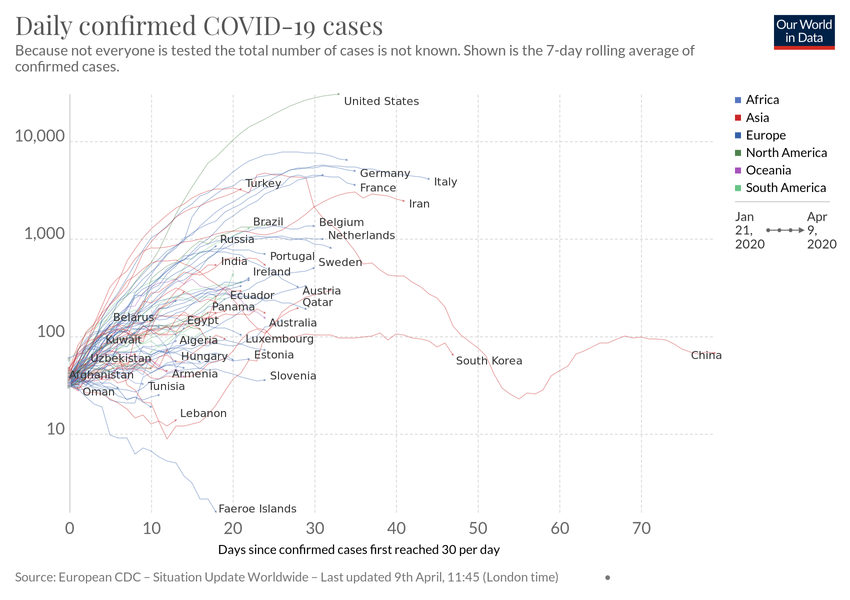 Daily confirmed COVID-19 cases
Because not everyone is tested the total number of cases is not known. Shown is the 7-day rolling average of
confirmed cases.
Our World
in Data
United States
10,000
Germany
Italy
Turkey
France
Iran
Brazil
Belgium
1,000
Russia
Netherlands
Portugal
India
Sweden
Ireland
Ecuador
Austria
Panama
Qatar
Belarus
Egypt
Australia
100
Kuwait
Algeria
Luxembourg
Uzbekistan
Hungary
Estonia
South Korea
China
Afghanistan
Armenia
Slovenia
Oman
Tunisia
Lebanon
10
Faeroe Islands
0
10
20
30
40
50
60
70
Days since confirmed cases first reached 30 per day
Africa
Asia
Europe
North America
Oceania
South America
Jan
21,
2020
Apr
9,
2020
Source: European CDC – Situation Update Worldwide – Last updated 9th April, 11:45 (London time)